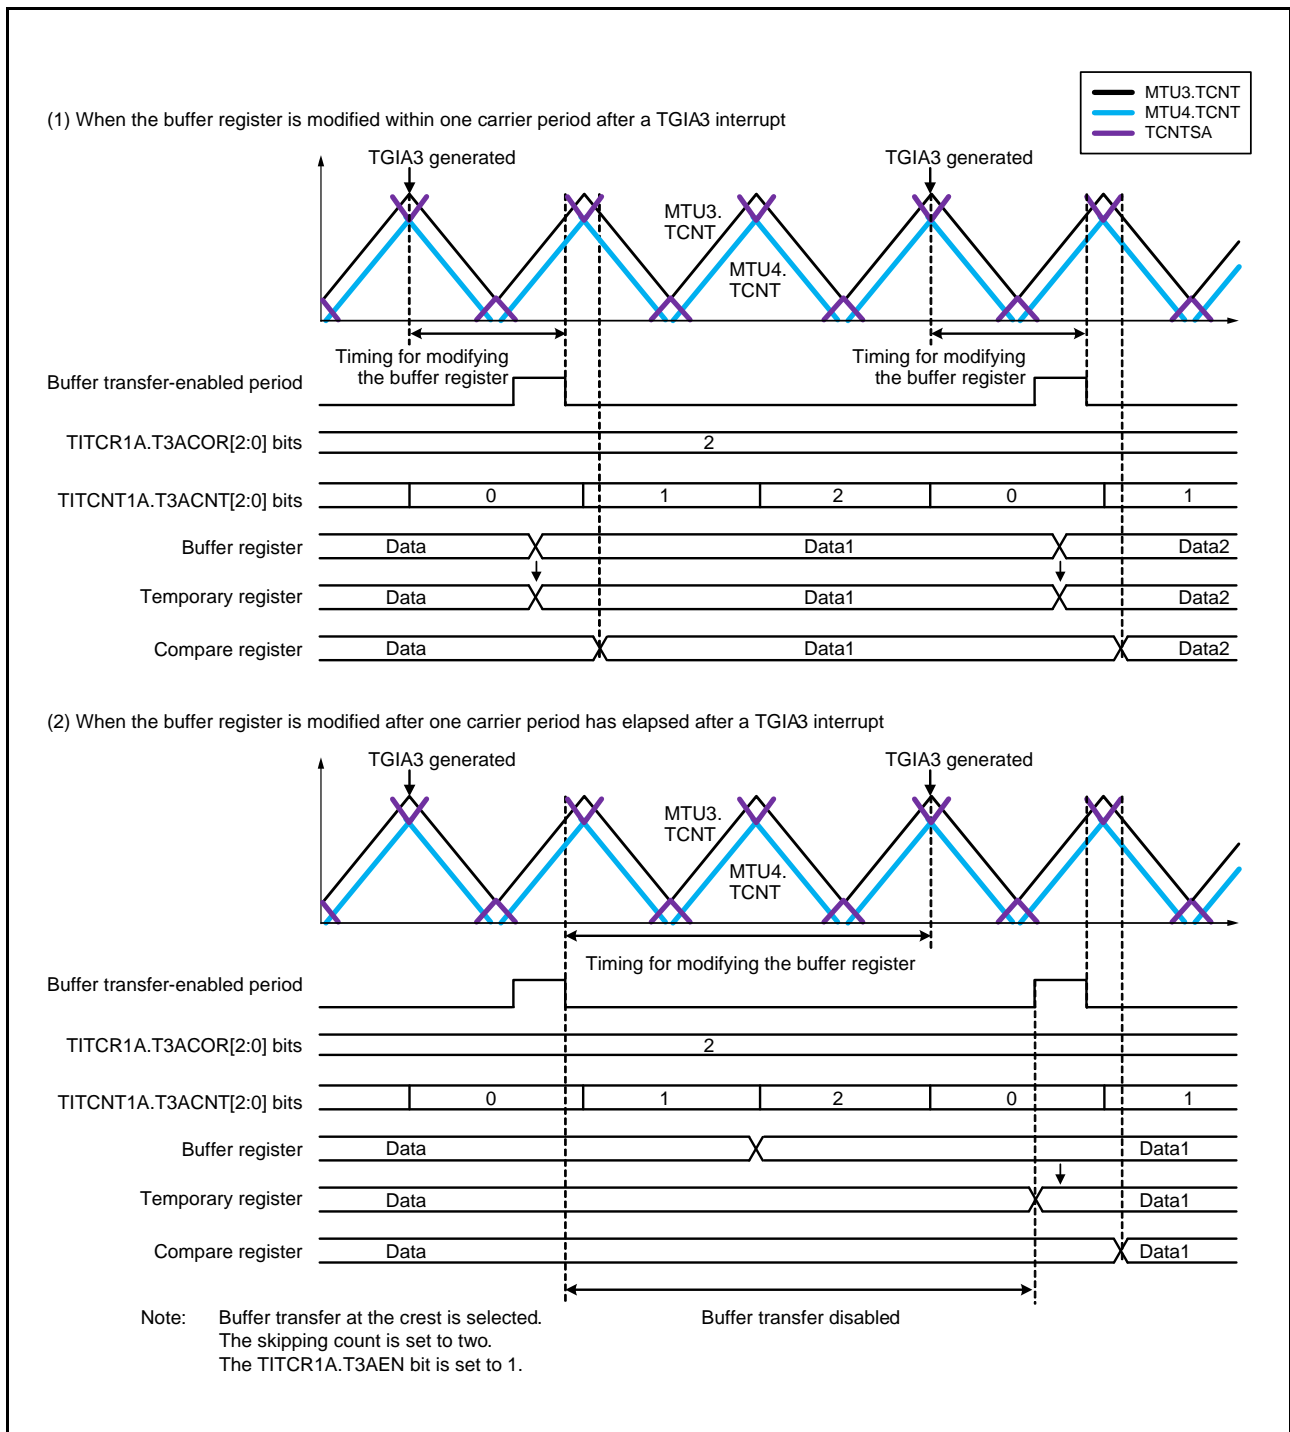 MTU3.TCNT
MTU4.TCNT
TCNTSA
(1) When the buffer register is modified within one carrier period after a TGIA3 interrupt
TGIA3 generated
TGIA3 generated
MTU3.
TCNT
MTU4.
TCNT
Timing for modifying
the buffer register
Timing for modifying
the buffer register
Buffer transfer-enabled period
TITCR1A.T3ACOR[2:0] bits
2
TITCNT1A.T3ACNT[2:0] bits
0
1
2
0
1
Buffer register
Data
Data1
Data2
Temporary register
Data
Data1
Data2
Compare register
Data
Data1
Data2
(2) When the buffer register is modified after one carrier period has elapsed after a TGIA3 interrupt
TGIA3 generated
TGIA3 generated
MTU3.
TCNT
MTU4.
TCNT
Timing for modifying the buffer register
Buffer transfer-enabled period
TITCR1A.T3ACOR[2:0] bits
2
TITCNT1A.T3ACNT[2:0] bits
0
1
2
0
1
Buffer register
Data
Data1
Temporary register
Data
Data1
Compare register
Data
Data1
Buffer transfer disabled
Note: Buffer transfer at the crest is selected.
The skipping count is set to two.
The TITCR1A.T3AEN bit is set to 1.